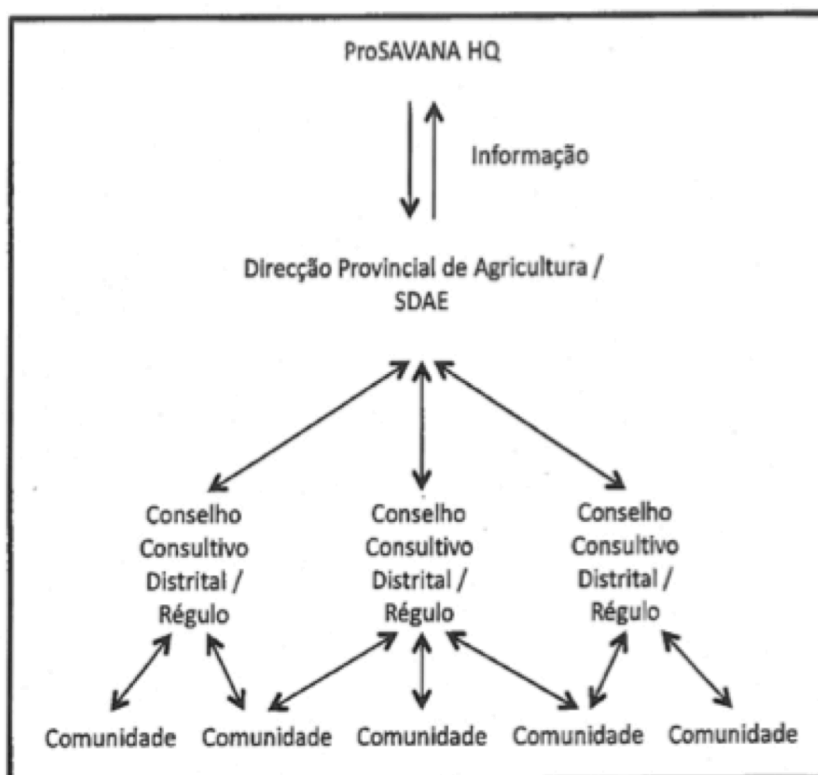 ProSAVANA HQ
Informação
Direcção Provincial de Agricultura /
SDAE
Conselho
Consultivo
Distrital /
Régulo
Conselho
Consultivo
Distrital /
Régulo
Conselho
Consultivo
Distrital /
Régulo
Comunidade
Comunidade
Comunidade
Comunidade
Comunidade